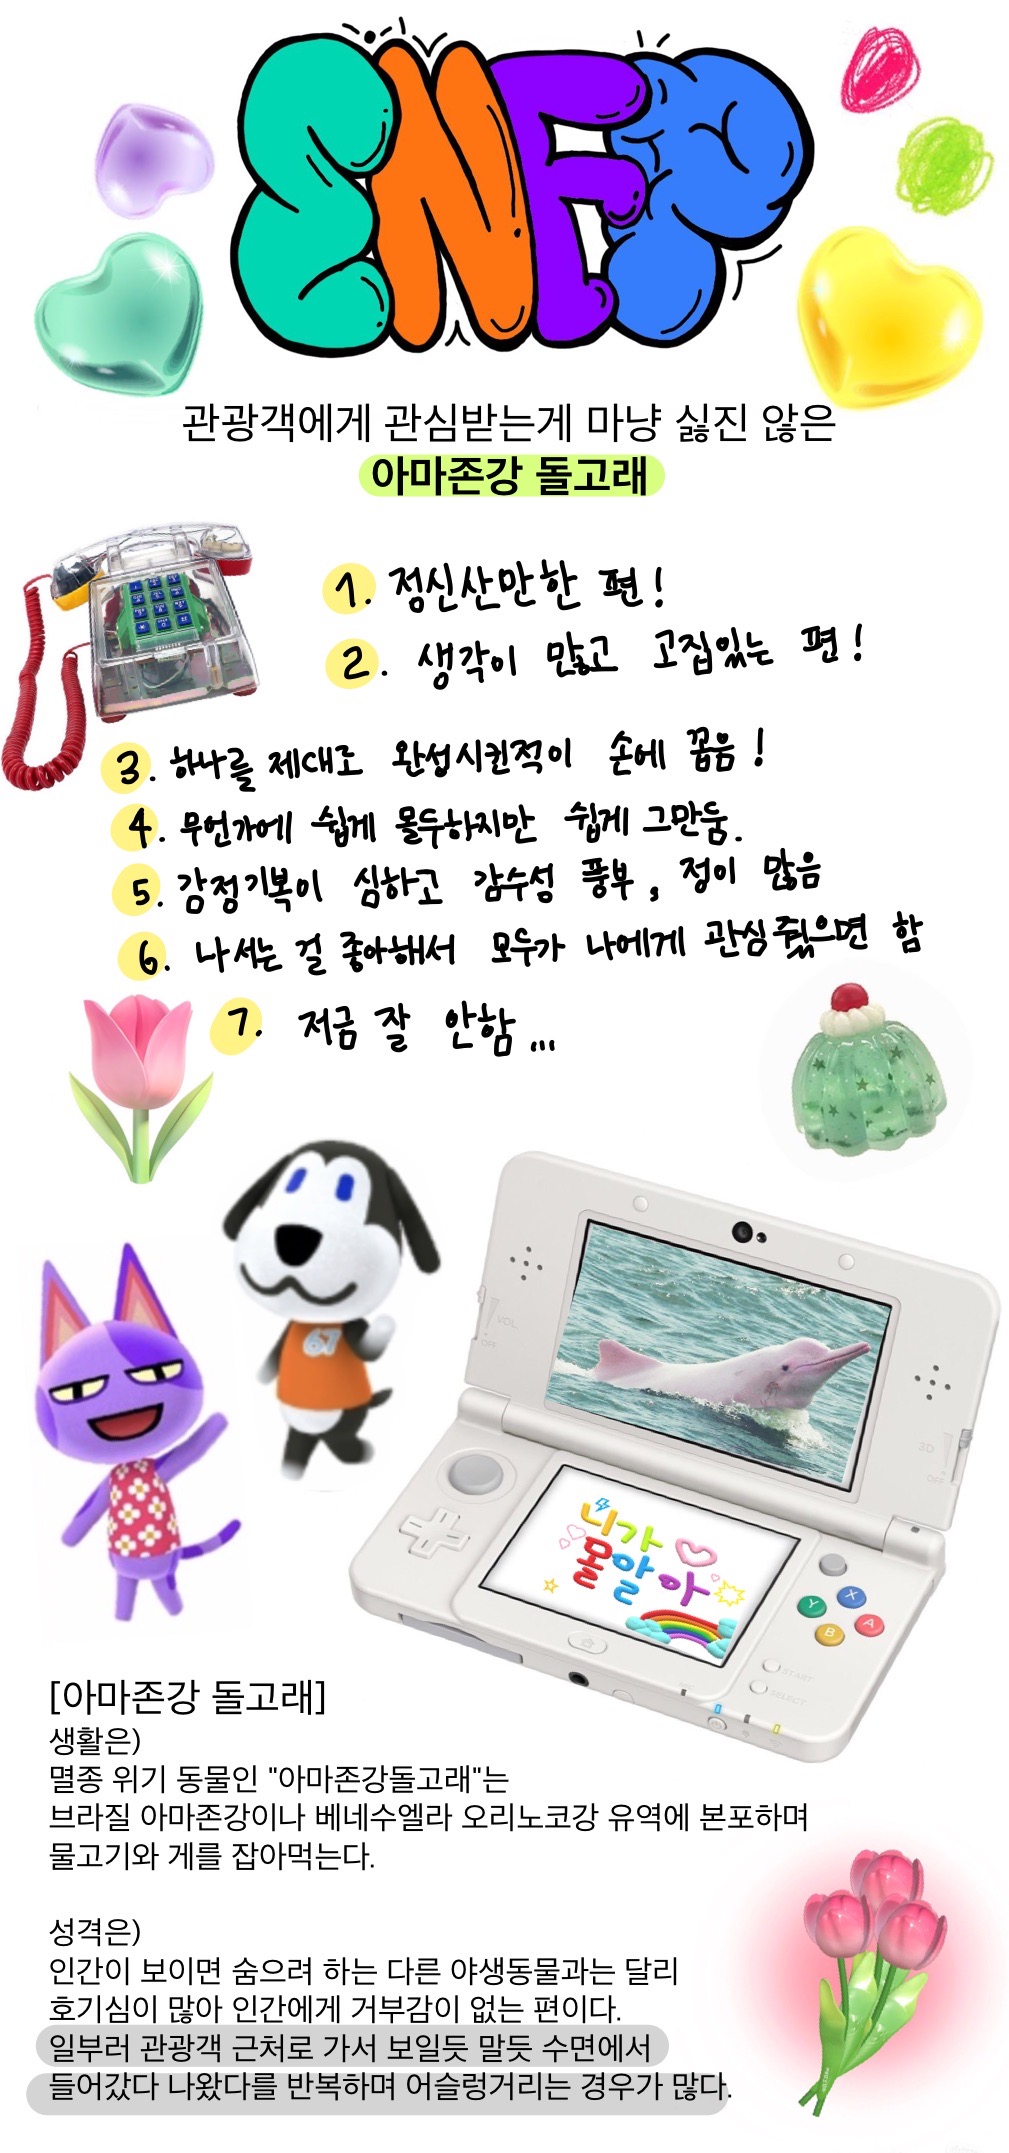 ENFP
관광객에게 관심받는게 마냥 싫진 않은
아마존강 돌고래
1. 정신산만한 편!
2. 생각이 많고 고집있는 편!
3. 하나를 제대로 완성시킨적이 손에 꼽음!
4. 무언가에 쉽게 몰두하지만 쉽게 그만둠.
5. 감정기복이 심하고 감수성 풍부, 정이 많음
6. 나서는 걸 좋아해서 모두가 나에게 관심줬으면 함
7. 저금 잘 안함...
67
VOL
OFF
3D
OFF
니가
몰알아
X
Y
A
B
START
SELECT
[아마존강 돌고래]
생활은)
멸종 위기 동물인 "아마존강돌고래"는
브라질 아마존강이나 베네수엘라 오리노코강 유역에 본포하며
물고기와 게를 잡아먹는다.
성격은)
인간이 보이면 숨으려 하는 다른 야생동물과는 달리
호기심이 많아 인간에게 거부감이 없는 편이다.
일부러 관광객 근처로 가서 보일듯 말듯 수면에서
들어갔다 나왔다를 반복하며 어슬렁거리는 경우가 많다.